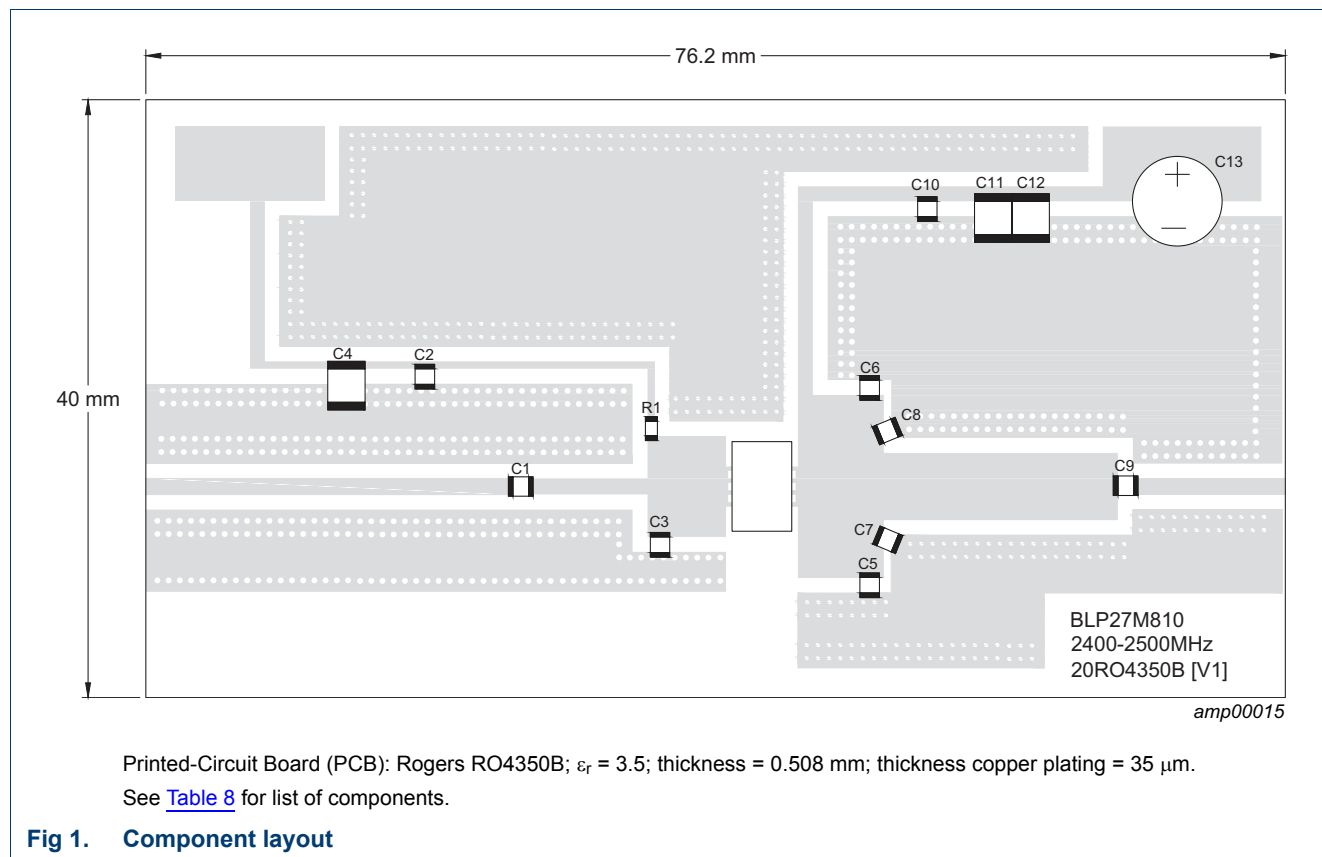 76.2 mm
C13
C10
C11
C12
C4
C2
C6
40 mm
R1
C8
C1
C9
C3
C7
C5
BLP27M810
2400-2500MHz
20RO4350B [V1]
amp00015
Printed-Circuit Board (PCB): Rogers RO4350B; εr = 3.5; thickness = 0.508 mm; thickness copper plating = 35 μm.
See Table 8 for list of components.
Fig 1. Component layout